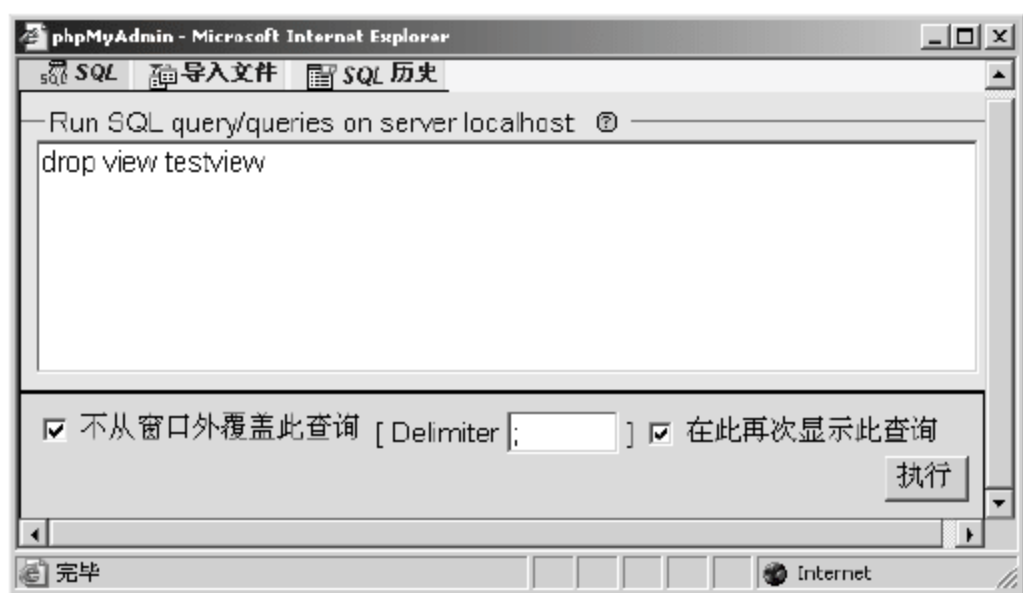 phpMyAdmin - Microsoft Internet Explorer
SQL 导入文件 SQL 历史
Run SQL query/queries on server localhost
drop view testview
不从窗口外覆盖此查询 [ Delimiter ; ] 在此再次显示此查询
执行
完毕 Internet